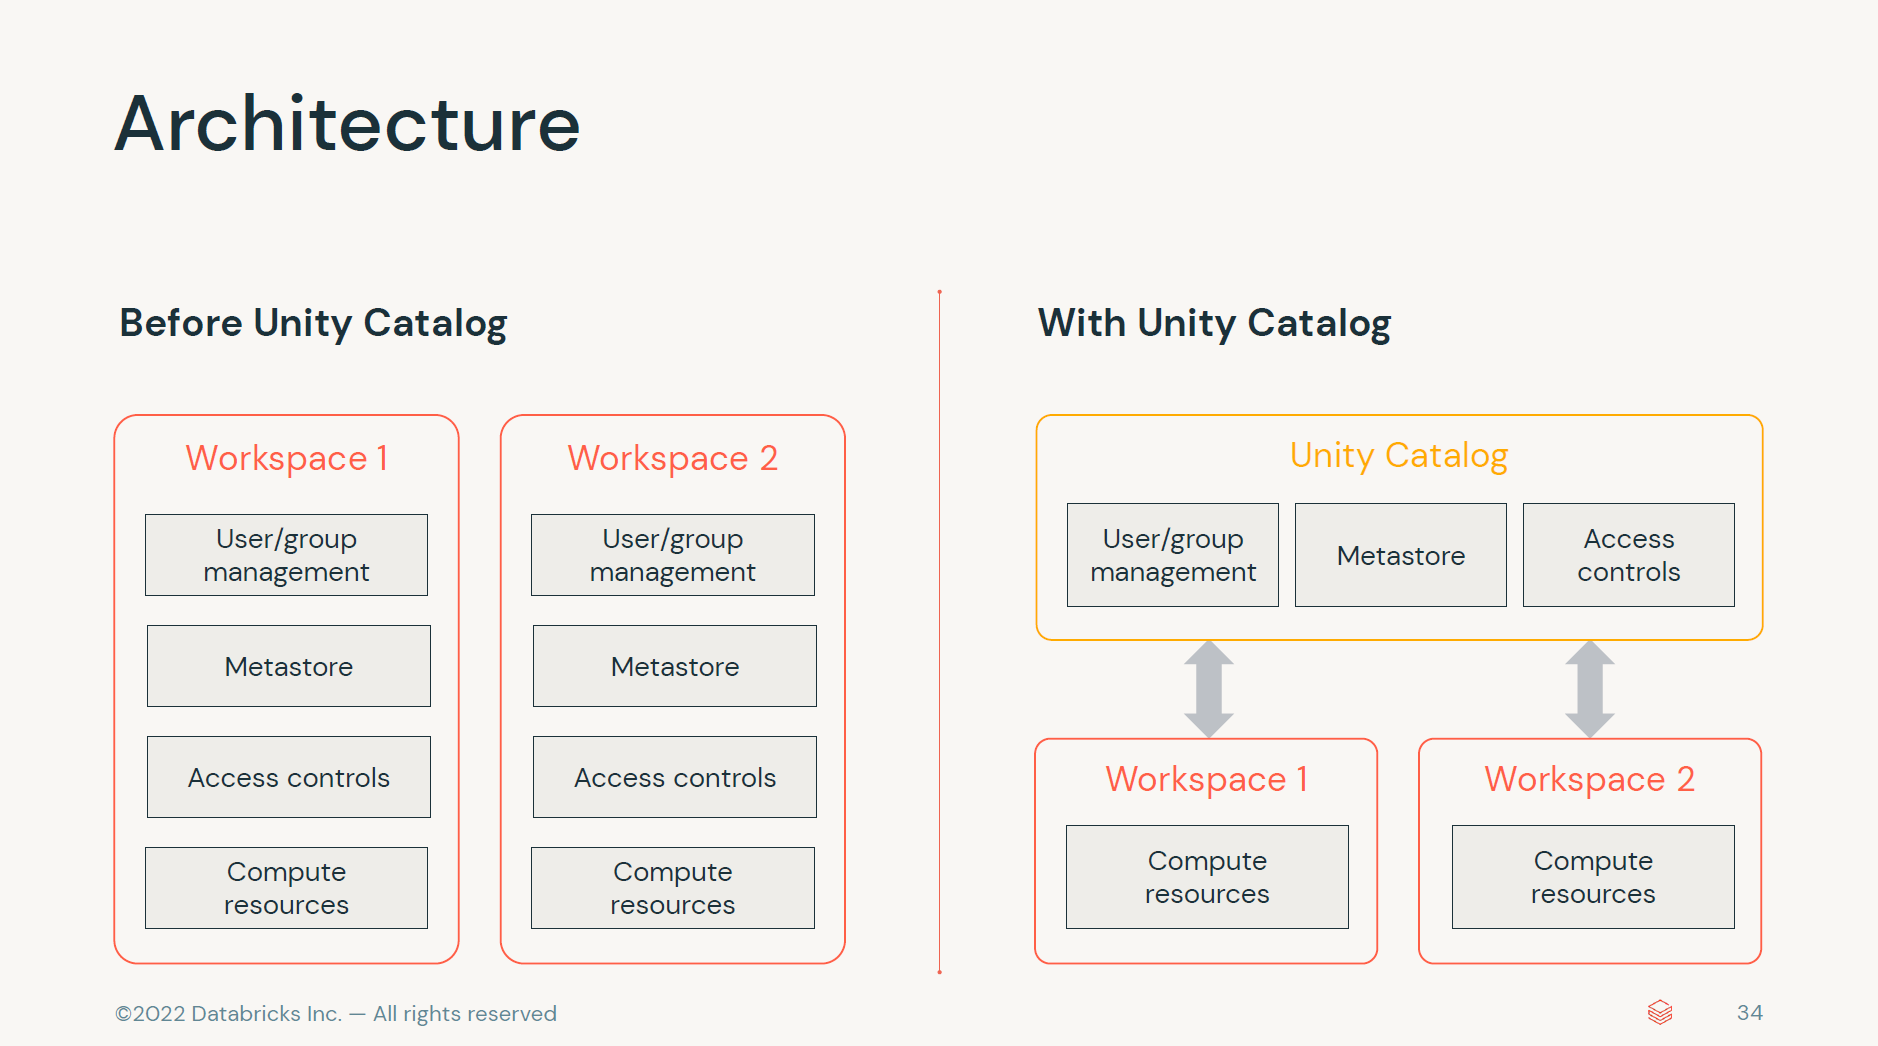 Architecture
Before Unity Catalog
Workspace 1
User/group
management
Metastore
Access controls
Compute
resources
Workspace 2
User/group
management
Metastore
Access controls
Compute
resources
With Unity Catalog
Unity Catalog
User/group
management
Metastore
Access
controls
Workspace 1
Compute
resources
Workspace 2
Compute
resources
©2022 Databricks Inc. — All rights reserved
34